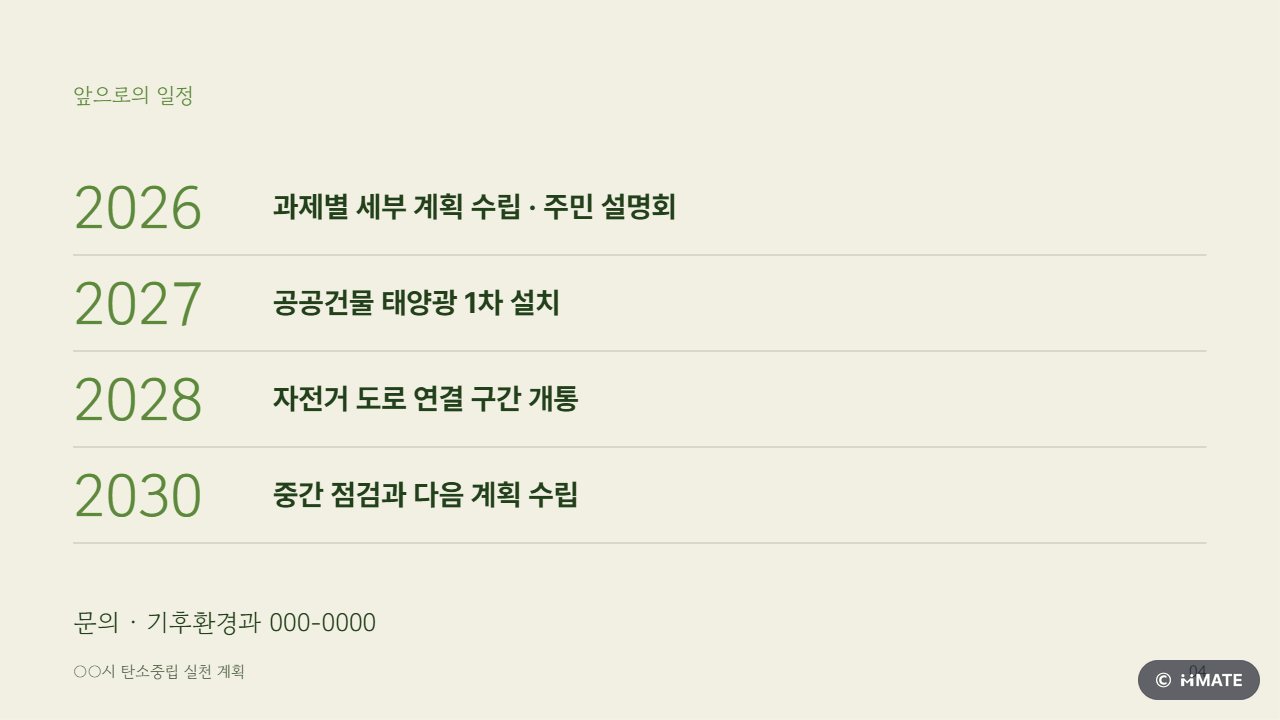 앞으로의 일정
2026 과제별 세부 계획 수립 · 주민 설명회
2027 공공건물 태양광 1차 설치
2028 자전거 도로 연결 구간 개통
2030 중간 점검과 다음 계획 수립
문의 · 기후환경과 000-0000
○○시 탄소중립 실천 계획
04
© MMATE